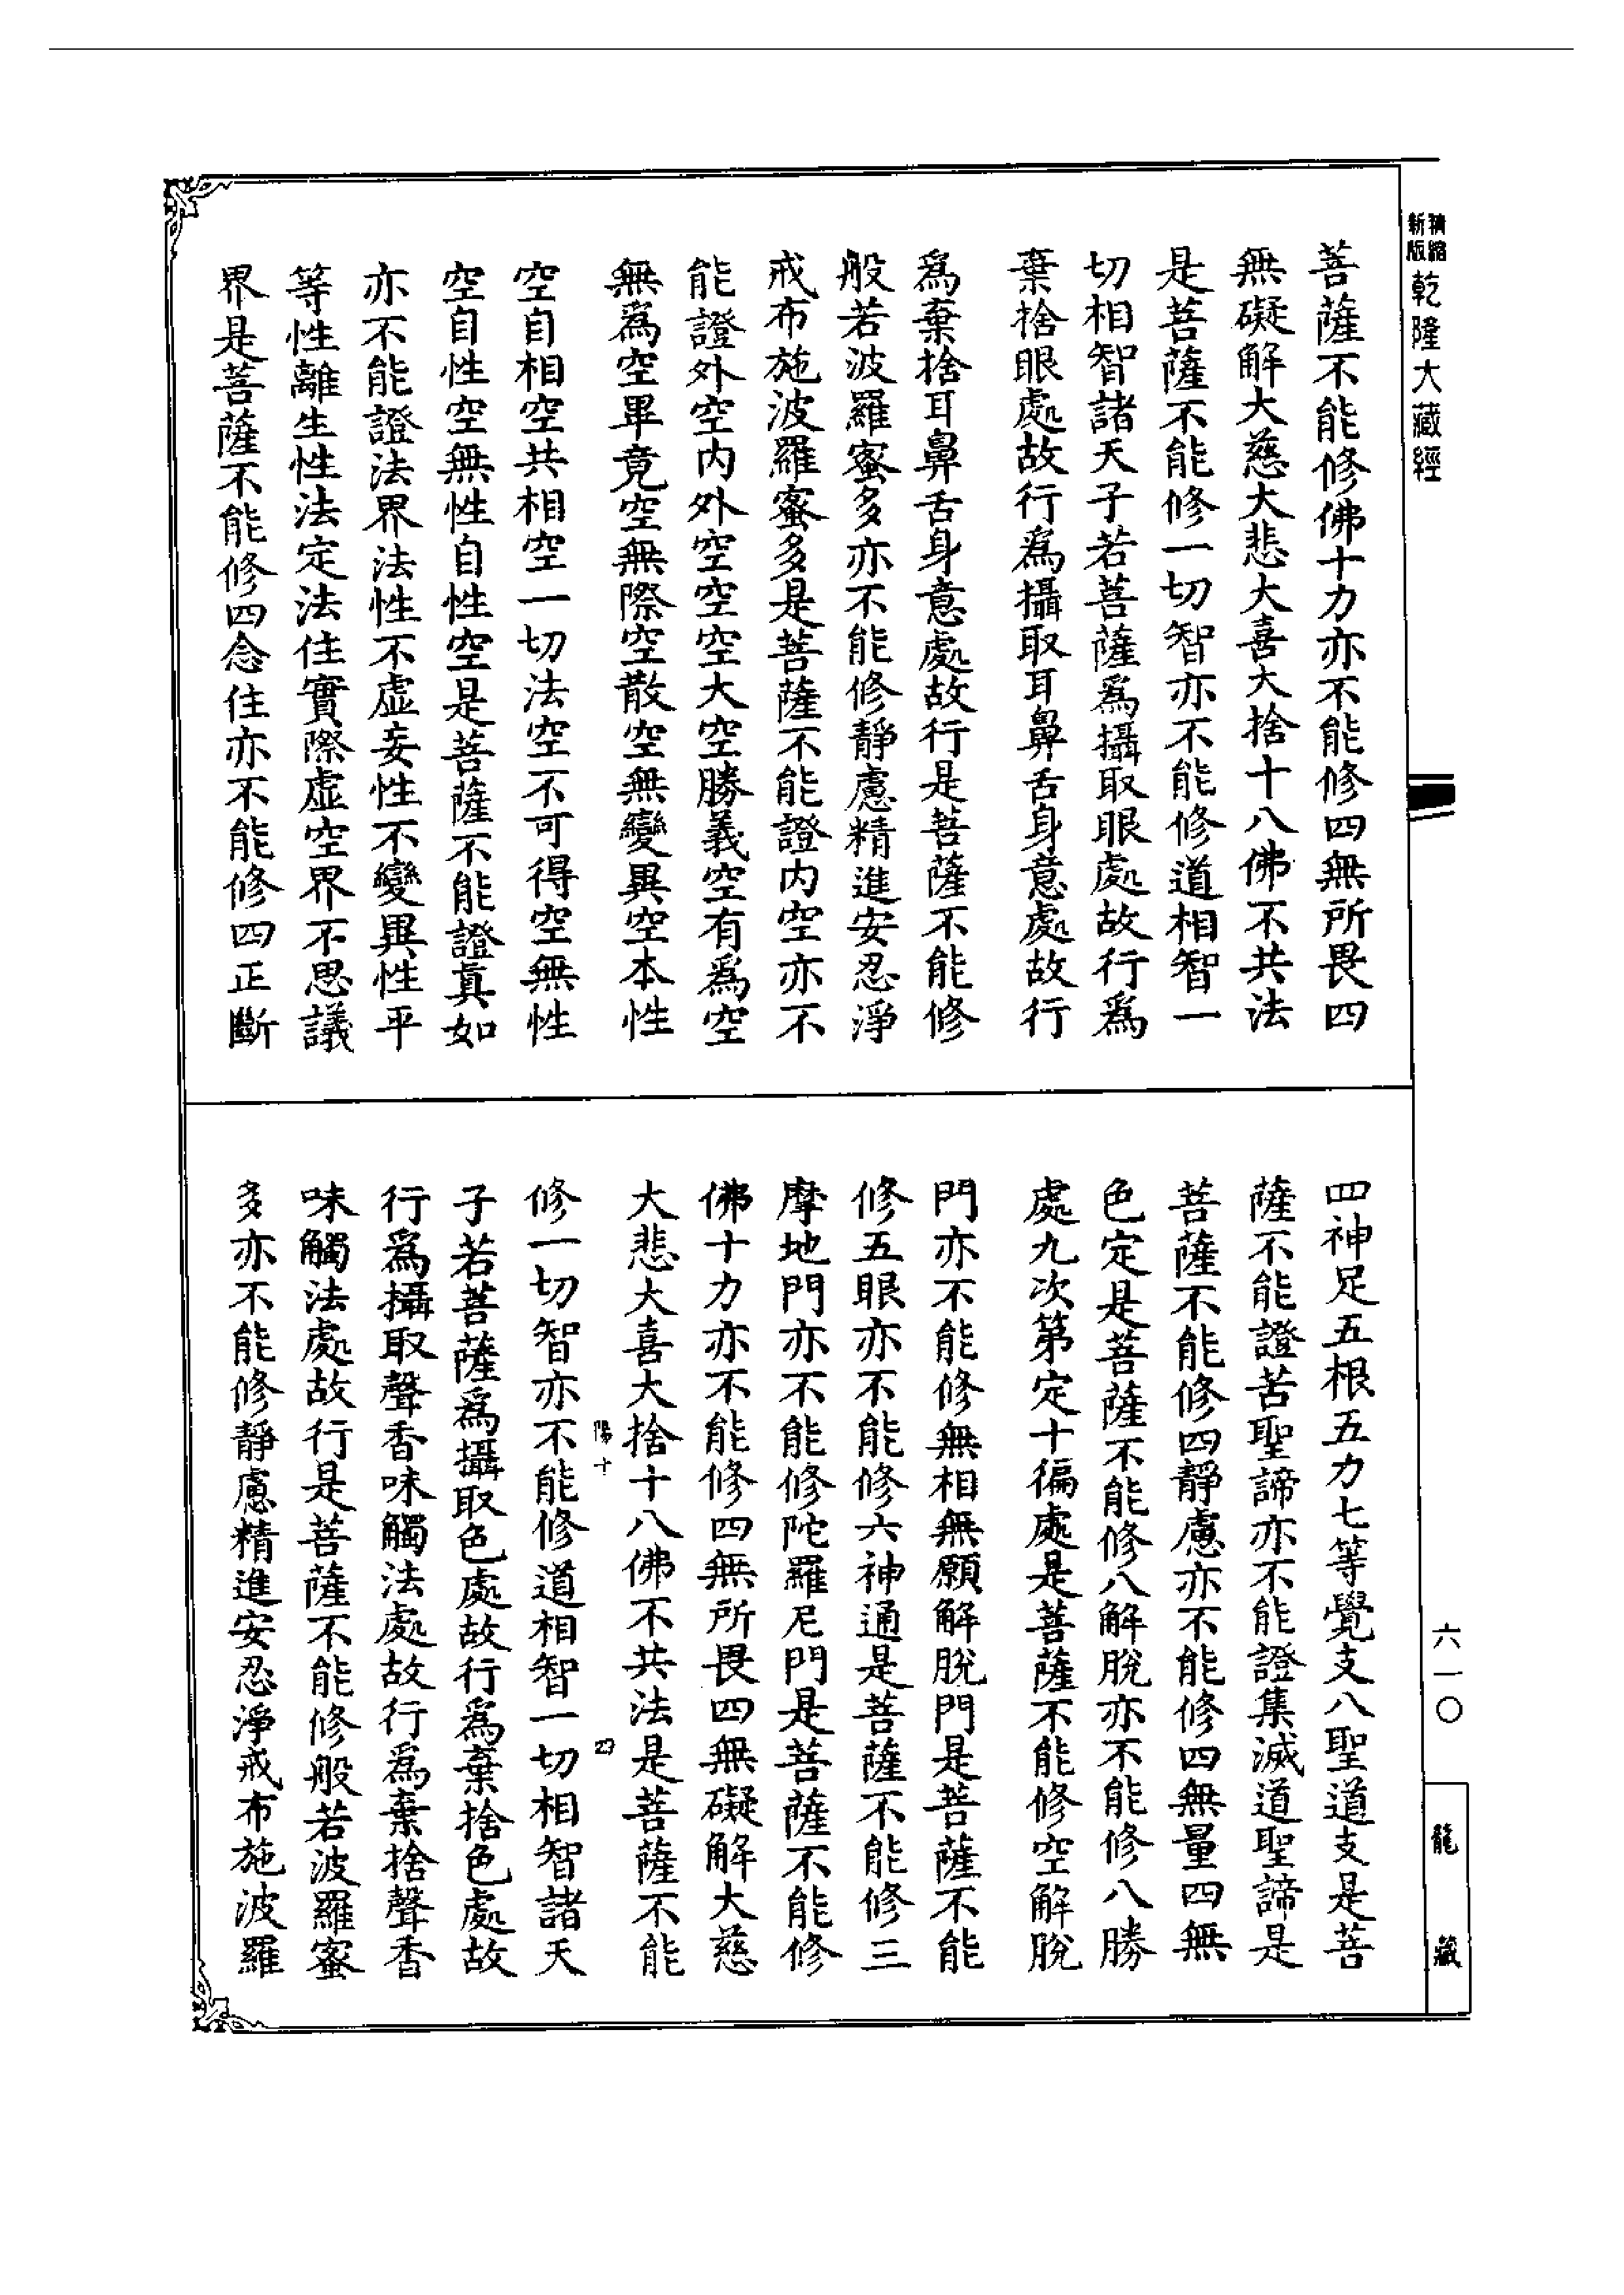 新版精縮乾隆大藏經
菩薩不能修佛十力亦不能修四無所畏四
無礙解大慈大悲大喜大捨十八佛不共法
是菩薩不能修一切智亦不能修道相智一
切相智諸天子若菩薩爲攝取眼處故行爲
棄捨眼處故行爲攝取耳鼻舌身意處故行
爲棄捨耳鼻舌身意處故行是菩薩不能修
般若波羅蜜多亦不能修靜慮精進安忍淨
戒布施波羅蜜多是菩薩不能證內空亦不
能證外空內外空空空大空勝義空有爲空
無爲空畢竟空無際空散空無變異空本性
空自相空共相空一切法空不可得空無性
空自性空無性自性空是菩薩不能證真如
亦不能證法界法性不虛妄性不變異性平
等性離生性法定法住實際虛空界不思議
界是菩薩不能修四念住亦不能修四正斷
四神足五根五力七等覺支八聖道支是菩
薩不能證苦聖諦亦不能證集滅道聖諦是
菩薩不能修四靜慮亦不能修四無量四無
色定是菩薩不能修八解脫亦不能修八勝
處九次第定十徧處是菩薩不能修空解脫
門亦不能修無相無願解脫門是菩薩不能
修五眼亦不能修六神通是菩薩不能修三
摩地門亦不能修陀羅尼門是菩薩不能修
佛十力亦不能修四無所畏四無礙解大慈
大悲大喜大捨十八佛不共法是菩薩不能
陽十 四
修一切智亦不能修道相智一切相智諸天
子若菩薩爲攝取色處故行爲棄捨色處故
行爲攝取聲香味觸法處故行爲棄捨聲香
味觸法處故行是菩薩不能修般若波羅蜜
多亦不能修靜慮精進安忍淨戒布施波羅
六一〇
龍藏